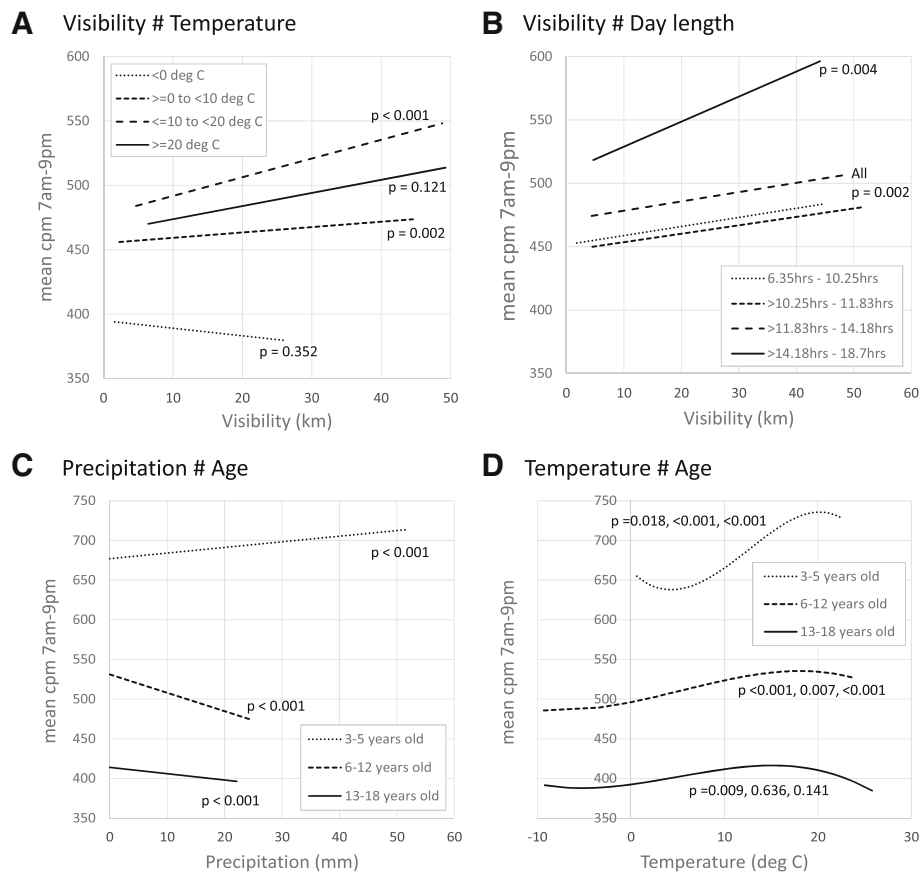 A Visibility # Temperature
600
550
500
450
400
350
mean cpm 7am-9pm
<0 deg C
>=0 to <10 deg C
<=10 to <20 deg C
>=20 deg C
p < 0.001
p = 0.121
p = 0.002
p = 0.352
0 10 20 30 40 50
Visibility (km)
B Visibility # Day length
600
550
500
450
400
350
mean cpm 7am-9pm
p = 0.004
All
p = 0.002
6.35hrs - 10.25hrs
>10.25hrs - 11.83hrs
>11.83hrs - 14.18hrs
>14.18hrs - 18.7hrs
0 10 20 30 40 50 60
Visibility (km)
C Precipitation # Age
750
700
650
600
550
500
450
400
350
mean cpm 7am-9pm
p < 0.001
p < 0.001
p < 0.001
3-5 years old
6-12 years old
13-18 years old
0 10 20 30 40 50 60
Precipitation (mm)
D Temperature # Age
750
700
650
600
550
500
450
400
350
mean cpm 7am-9pm
p =0.018, <0.001, <0.001
3-5 years old
6-12 years old
13-18 years old
p <0.001, 0.007, <0.001
p =0.009, 0.636, 0.141
-10 0 10 20 30
Temperature (deg C)